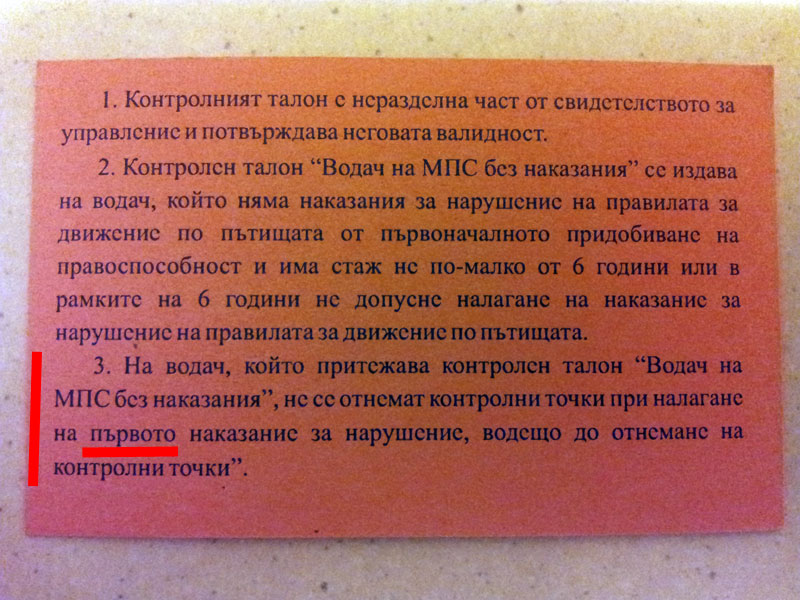 1. Контролният талон е неразделна част от свидетелството за
управление и потвърждава неговата валидност.
2. Контролен талон “Водач на МПС без наказания” се издава
на водач, който няма наказания за нарушение на правилата за
движение по пътищата от първоначалното придобиване на
правоспособност и има стаж не по-малко от 6 години или в
рамките на 6 години не допусне налагане на наказание за
нарушение на правилата за движение по пътищата.
3. На водач, който притежава контролен талон “Водач на
МПС без наказания”, не се отнемат контролни точки при налагане
на първото наказание за нарушение, водещо до отнемане на
контролни точки”.